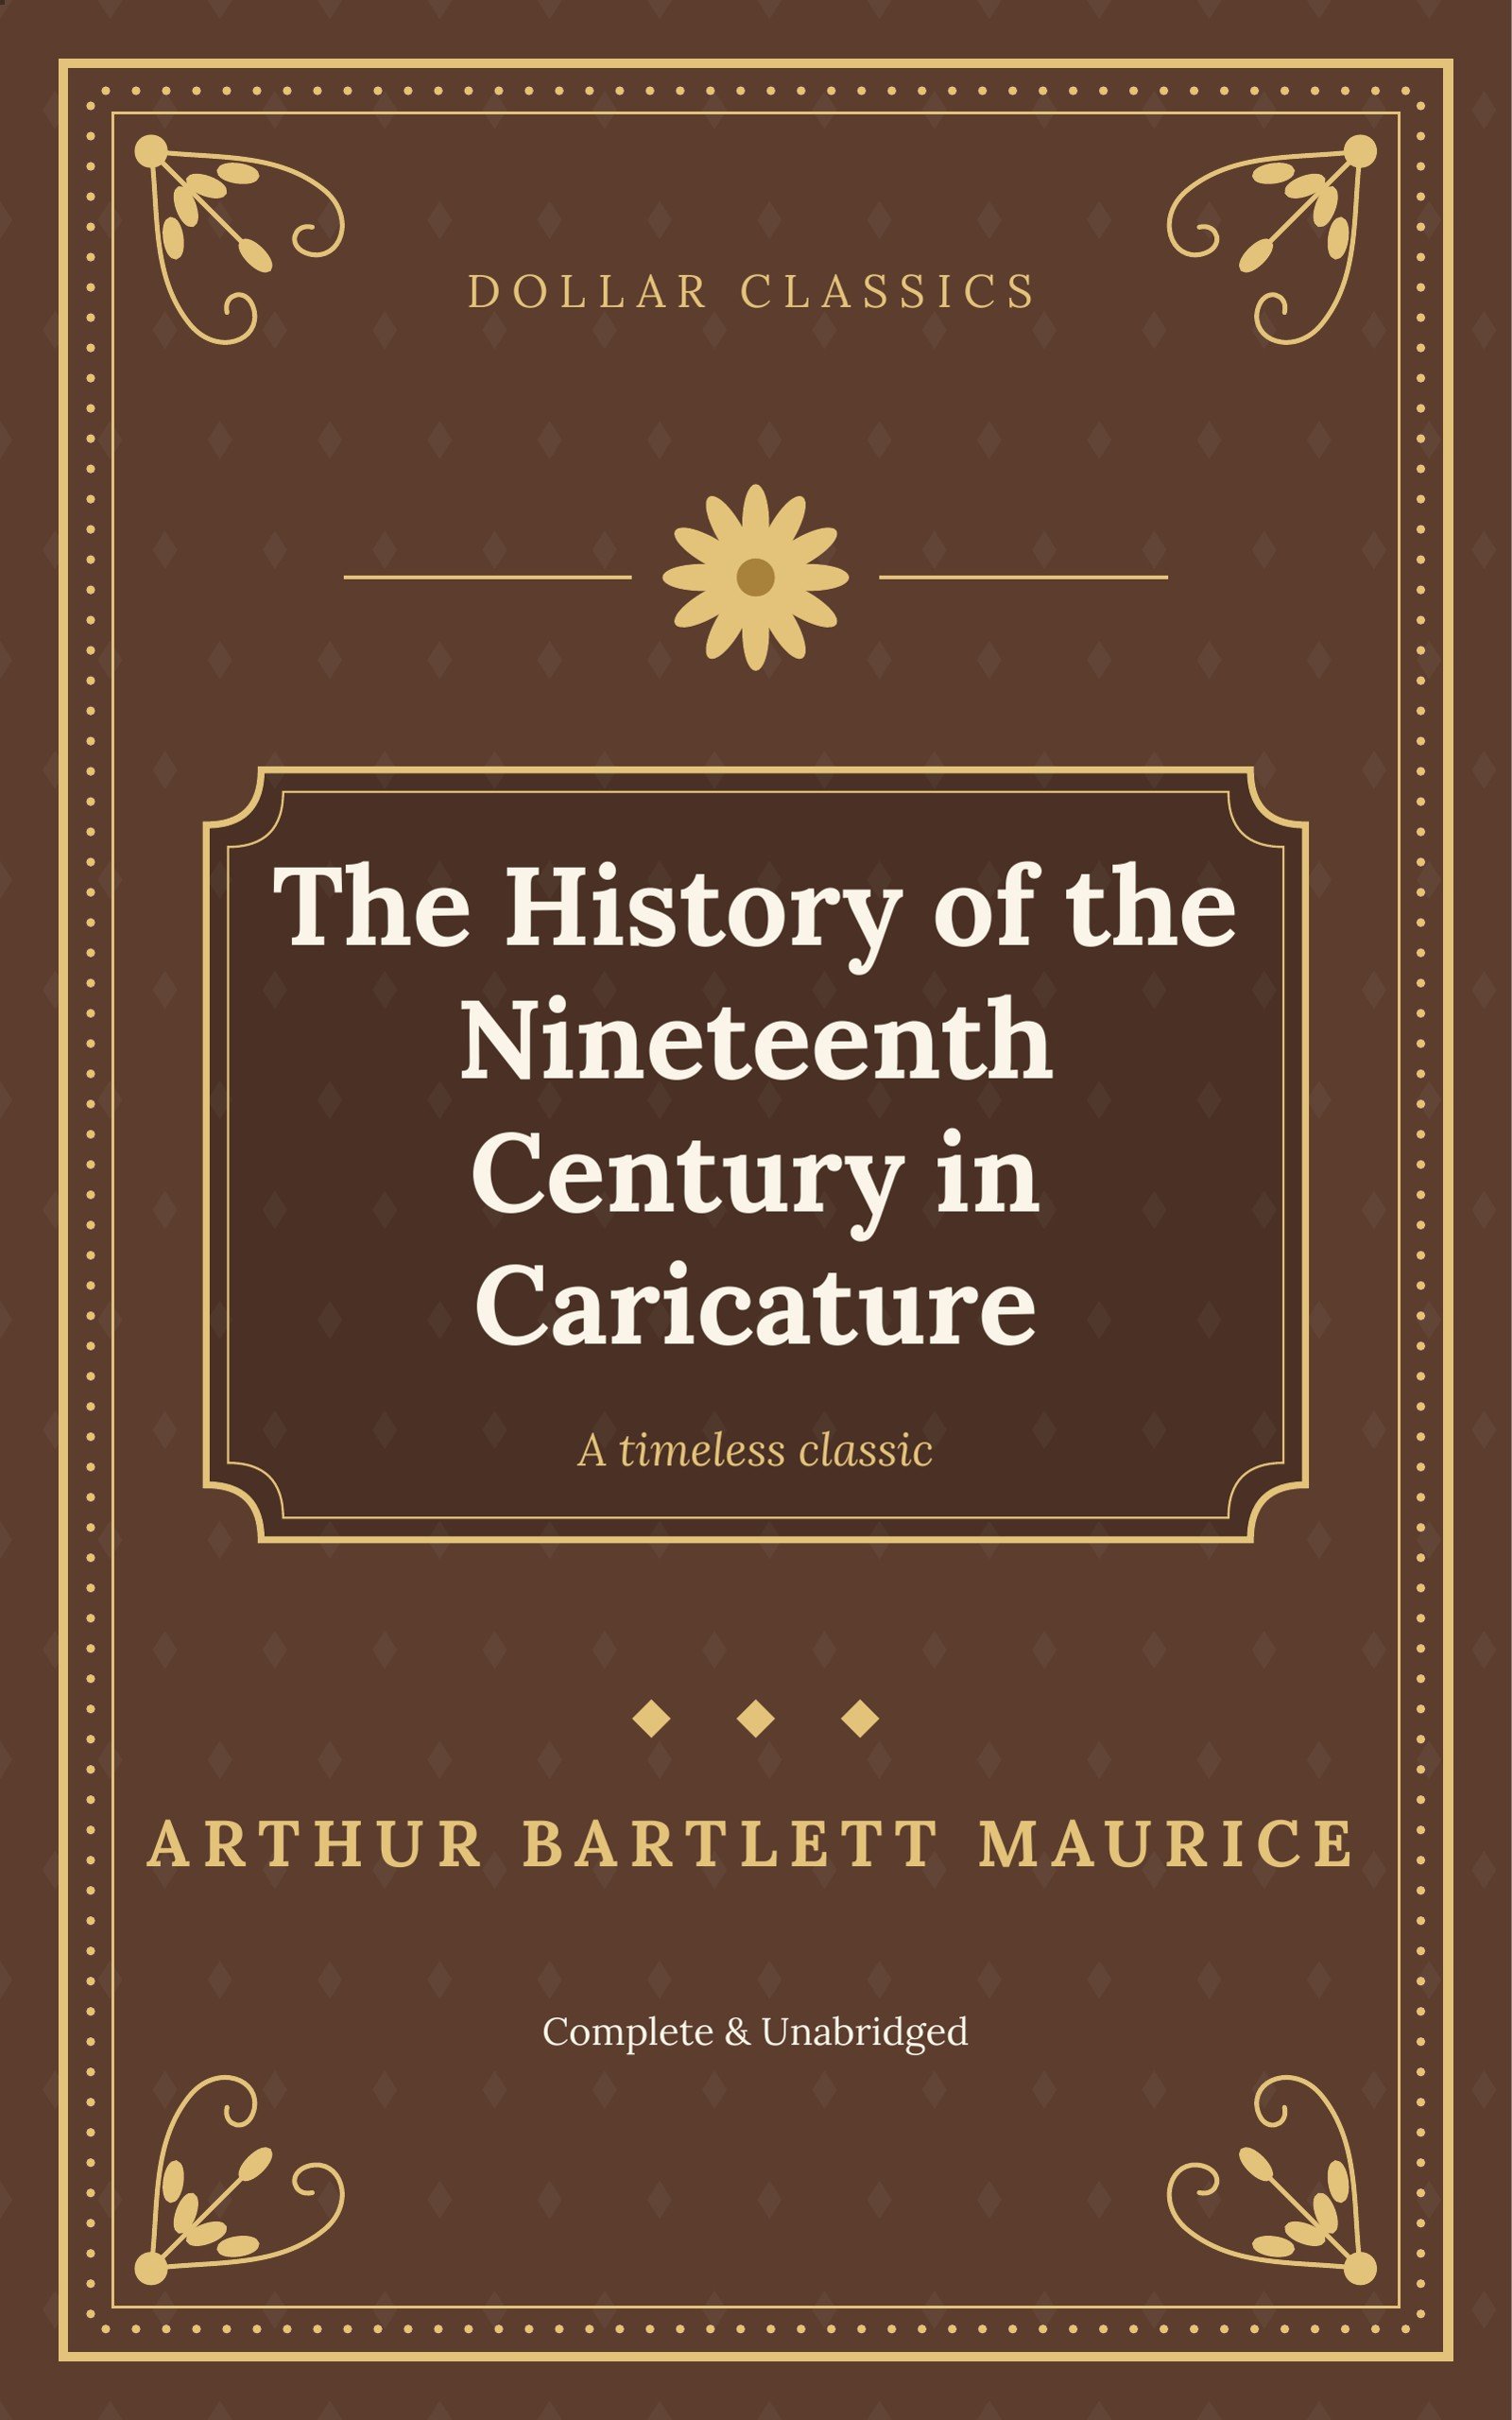 DOLLAR CLASSICS
The History of the
Nineteenth
Century in
Caricature
A timeless classic
ARTHUR BARTLETT MAURICE
Complete & Unabridged